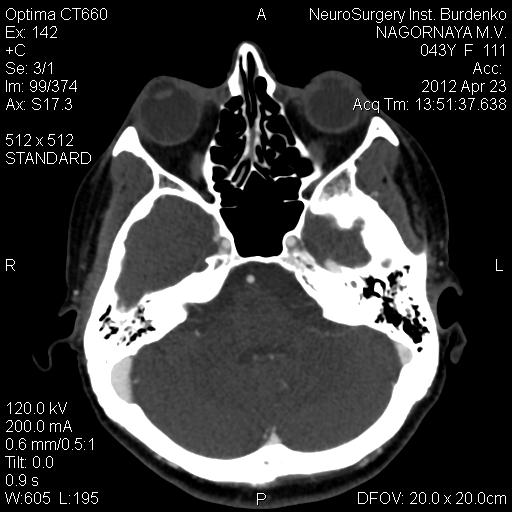 Optima CT660
Ex: 142
+C
Se: 3/1
Im: 99/374
Ax: S17.3
512 x 512
STANDARD
A
NeuroSurgery Inst. Burdenko
NAGORNAYA M.V.
043Y F 111
Acc:
2012 Apr 23
Acq Tm: 13:51:37.638
R
L
120.0 kV
200.0 mA
0.6 mm/0.5:1
Tilt: 0.0
0.9 s
W:605 L:195
P
DFOV: 20.0 x 20.0cm